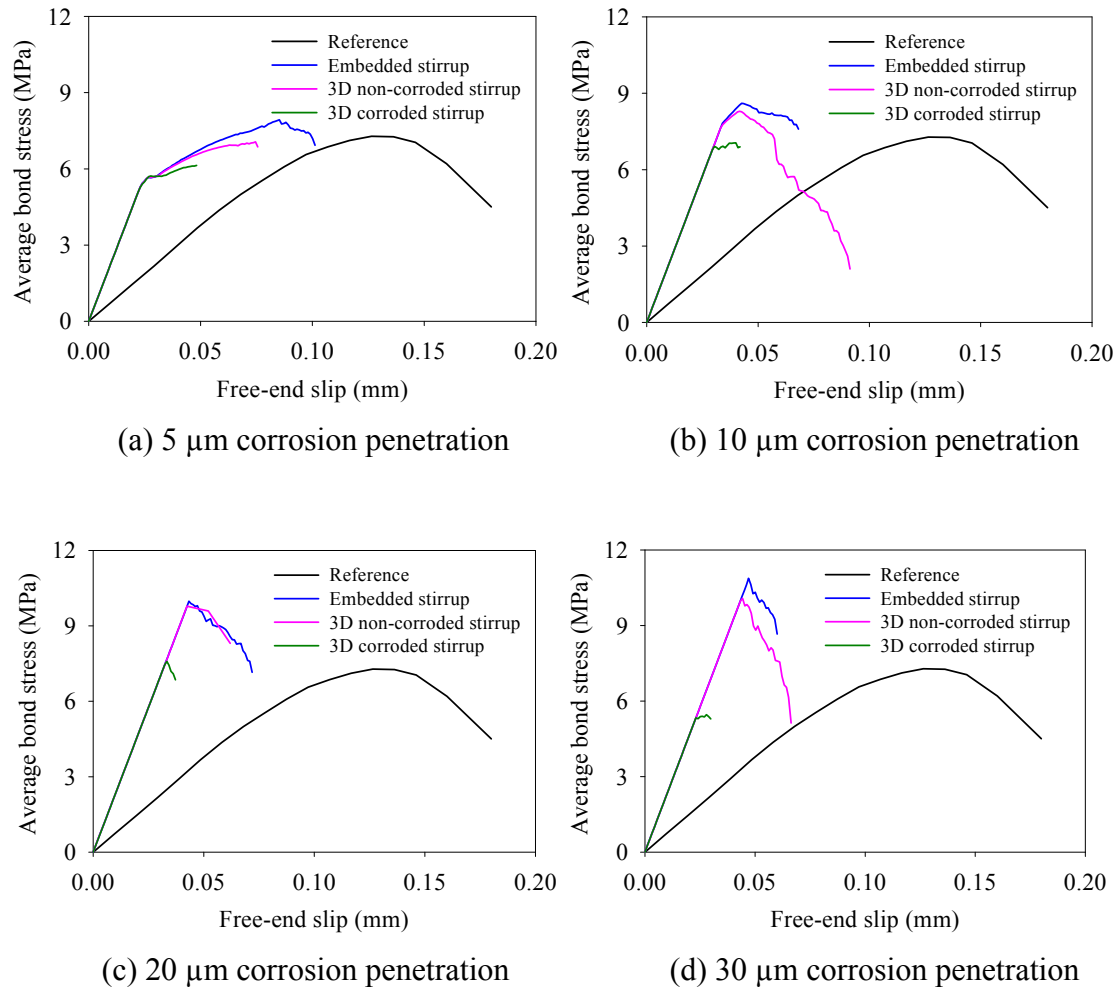 12
9
6
3
0
Average bond stress (MPa)
Reference
Embedded stirrup
3D non-corroded stirrup
3D corroded stirrup
0.00 0.05 0.10 0.15 0.20
Free-end slip (mm)
(a) 5 µm corrosion penetration
12
9
6
3
0
Average bond stress (MPa)
Reference
Embedded stirrup
3D non-corroded stirrup
3D corroded stirrup
0.00 0.05 0.10 0.15 0.20
Free-end slip (mm)
(b) 10 µm corrosion penetration
12
9
6
3
0
Average bond stress (MPa)
Reference
Embedded stirrup
3D non-corroded stirrup
3D corroded stirrup
0.00 0.05 0.10 0.15 0.20
Free-end slip (mm)
(c) 20 µm corrosion penetration
12
9
6
3
0
Average bond stress (MPa)
Reference
Embedded stirrup
3D non-corroded stirrup
3D corroded stirrup
0.00 0.05 0.10 0.15 0.20
Free-end slip (mm)
(d) 30 µm corrosion penetration